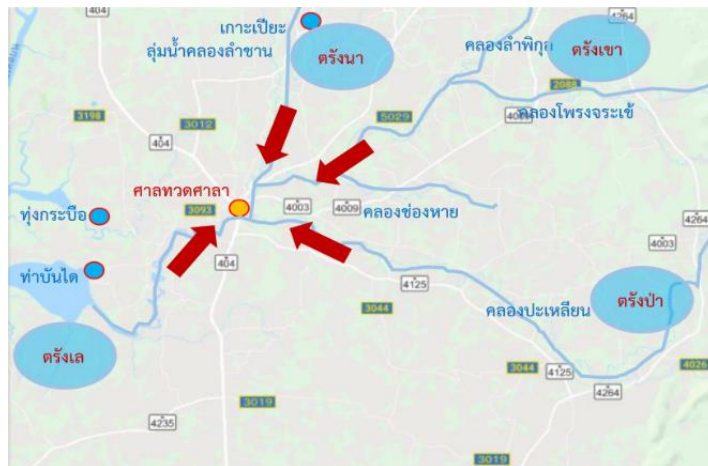 404
เกาะเปียะ
ลุ่มน้ำคลองลำชาน
ตรังนา
คลองลำพิกุล
ตรังเขา
4264
2088
3198
3012
5029
คลองโพรงจระเข้
404
ศาลทวดศาลา
ทุ่งกระบือ
3093
4003
4009
คลองช่องหาย
4264
4003
ท่าบันได
404
4125
3044
คลองปะเหลียน
ตรังป่า
ตรังเล
3044
4125
4026
4264
3019
4235
3019